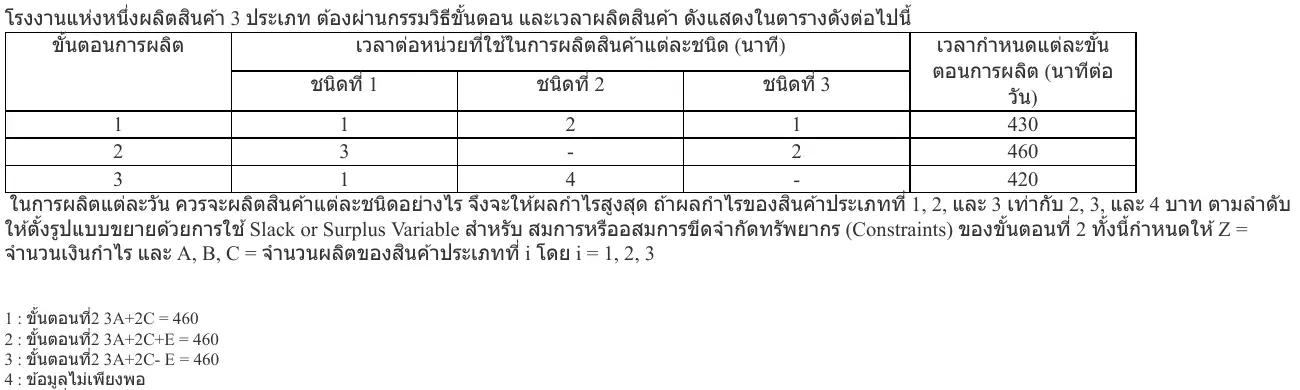 โรงงานแห่งหนึ่งผลิตสินค้า 3 ประเภท ต้องผ่านกรรมวิธีขั้นตอน และเวลาผลิตสินค้า ดังแสดงในตารางดังต่อไปนี้
ขั้นตอนการผลิต เวลาต่อหน่วยที่ใช้ในการผลิตสินค้าแต่ละชนิด (นาที) เวลากำหนดแต่ละขั้น
ตอนการผลิต (นาทีต่อ
วัน)
ชนิดที่ 1 ชนิดที่ 2 ชนิดที่ 3
1 1 2 1 430
2 3 - 2 460
3 1 4 - 420
ในการผลิตแต่ละวัน ควรจะผลิตสินค้าแต่ละชนิดอย่างไร จึงจะให้ผลกำไรสูงสุด ถ้าผลกำไรของสินค้าประเภทที่ 1, 2, และ 3 เท่ากับ 2, 3, และ 4 บาท ตามลำดับ
ให้ตั้งรูปแบบขยายด้วยการใช้ Slack or Surplus Variable สำหรับ สมการหรืออสมการขีดจำกัดทรัพยากร (Constraints) ของขั้นตอนที่ 2 ทั้งนี้กำหนดให้ Z =
จำนวนเงินกำไร และ A, B, C = จำนวนผลิตของสินค้าประเภทที่ i โดย i = 1, 2, 3
1 : ขั้นตอนที่2 3A+2C = 460
2 : ขั้นตอนที่2 3A+2C+E = 460
3 : ขั้นตอนที่2 3A+2C- E = 460
4 : ข้อมูลไม่เพียงพอ